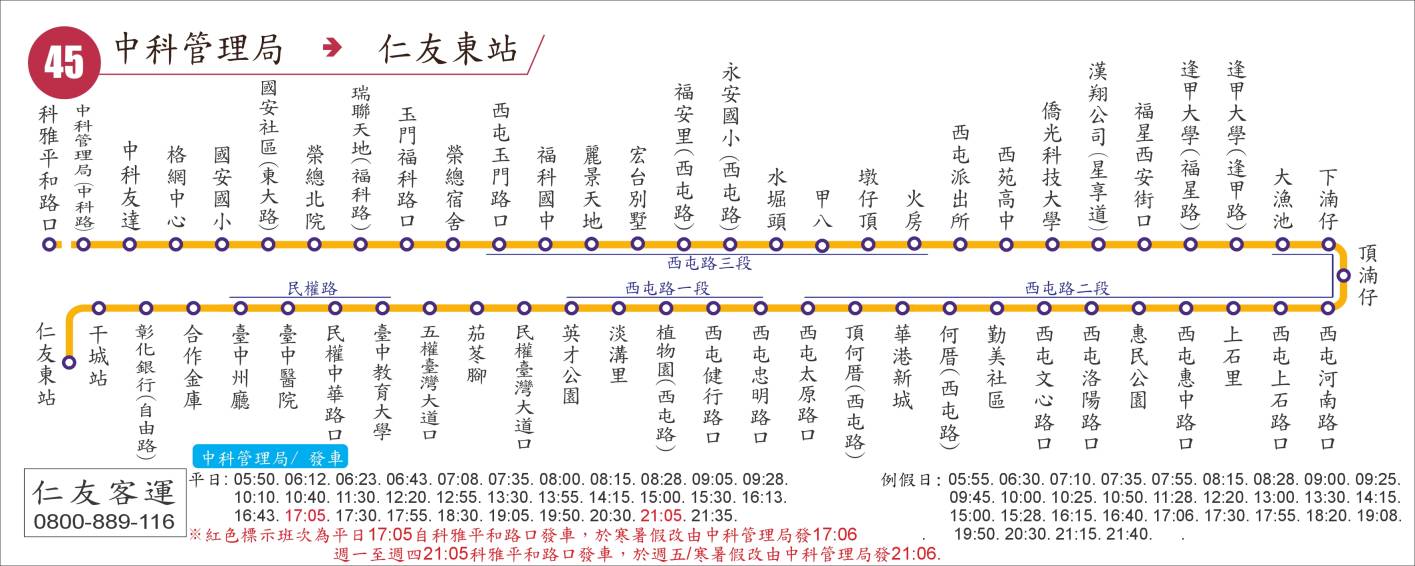 45
中科管理局 → 仁友東站
科雅平和路口
中科管理局(中科路)
中科友達
格網中心
國安國小
國安社區(東大路)
榮總北院
瑞聯天地(福科路)
玉門福科路口
榮總宿舍
西屯玉門路口
福科國中
麗景天地
宏台別墅
福安里(西屯路)
永安國小(西屯路)
水堀頭
甲八
墩仔頂
火房
西屯派出所
西苑高中
僑光科技大學
漢翔公司(星享道)
福星西安街口
逢甲大學(福星路)
逢甲大學(逢甲路)
大漁池
下湳仔
頂湳仔
西屯路三段
民權路
西屯路一段
西屯路二段
仁友東站
干城站
彰化銀行(自由路)
合作金庫
臺中州廳
臺中醫院
民權中華路口
臺中教育大學
五權臺灣大道口
茄苳腳
民權臺灣大道口
英才公園
淡溝里
植物園(西屯路)
西屯健行路口
西屯忠明路口
西屯太原路口
頂何厝(西屯路)
華港新城
何厝(西屯路)
勤美社區
西屯文心路口
西屯洛陽路口
惠民公園
西屯惠中路口
上石里
西屯上石路口
西屯河南路口
中科管理局/ 發車
仁友客運
0800-889-116
平日: 05:50. 06:12. 06:23. 06:43. 07:08. 07:35. 08:00. 08:15. 08:28. 09:05. 09:28.
10:10. 10:40. 11:30. 12:20. 12:55. 13:30. 13:55. 14:15. 15:00. 15:30. 16:13.
16:43. 17:05. 17:30. 17:55. 18:30. 19:05. 19:50. 20:30. 21:05. 21:35.
※紅色標示班次為平日17:05自科雅平和路口發車，於寒暑假改由中科管理局發17:06
週一至週四21:05科雅平和路口發車，於週五/寒暑假改由中科管理局發21:06.
例假日: 05:55. 06:30. 07:10. 07:35. 07:55. 08:15. 08:28. 09:00. 09:25.
09:45. 10:00. 10:25. 10:50. 11:28. 12:20. 13:00. 13:30. 14:15.
15:00. 15:28. 16:15. 16:40. 17:06. 17:30. 17:55. 18:20. 19:08.
19:50. 20:30. 21:15. 21:40.